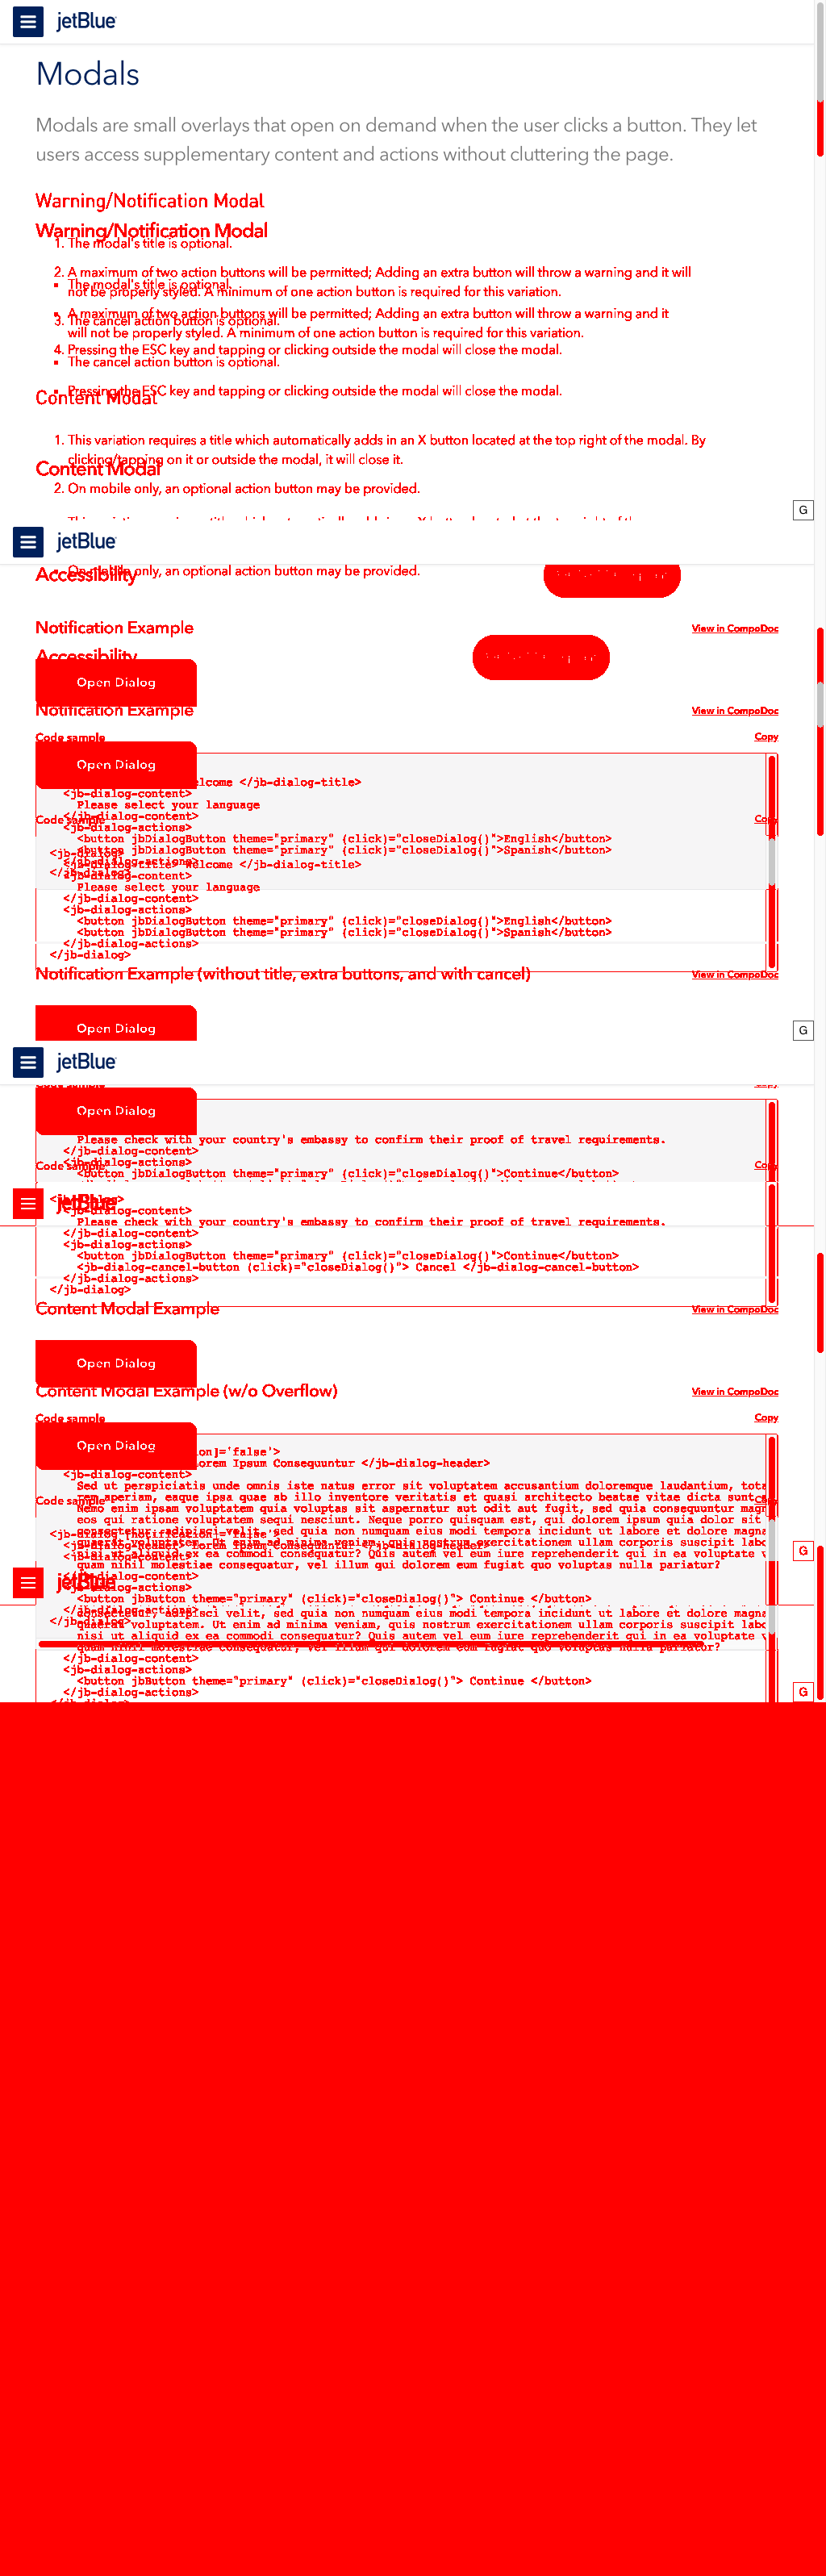 jetBlue
Modals
Modals are small overlays that open on demand when the user clicks a button. They let
users access supplementary content and actions without cluttering the page.
Warning/Notification Modal
Warning/Notification Modal
1. The modal's title is optional.
2. A maximum of two action buttons will be permitted; Adding an extra button will throw a warning and it will
The modal's title is optional.
not be properly styled. A minimum of one action button is required for this variation.
A maximum of two action buttons will be permitted; Adding an extra button will throw a warning and it
3. The cancel action button is optional.
will not be properly styled. A minimum of one action button is required for this variation.
4. Pressing the ESC key and tapping or clicking outside the modal will close the modal.
The cancel action button is optional.
Pressing the ESC key and tapping or clicking outside the modal will close the modal.
Content Modal
1. This variation requires a title which automatically adds in an X button located at the top right of the modal. By
clicking/tapping on it or outside the modal, it will close it.
Content Modal
2. On mobile only, an optional action button may be provided.
G
jetBlue
On mobile only, an optional action button may be provided.
Accessibility
Notification Example
View in CompoDoc
Accessibility
Open Dialog
Notification Example
View in CompoDoc
Code sample
Copy
Open Dialog
elcome </jb-dialog-title>
<jb-dialog-content>
Please select your language
</jb-dialog-content>
Code sample
Copy
<jb-dialog-actions>
<button jbDialogButton theme="primary" (click)="closeDialog()">English</button>
<button jbDialogButton theme="primary" (click)="closeDialog()">Spanish</button>
<jb-dialog>
</jb-dialog-actions>
<jb-dialog-title> Welcome </jb-dialog-title>
</jb-dialog>
<jb-dialog-content>
Please select your language
</jb-dialog-content>
<jb-dialog-actions>
<button jbDialogButton theme="primary" (click)="closeDialog()">English</button>
<button jbDialogButton theme="primary" (click)="closeDialog()">Spanish</button>
</jb-dialog-actions>
</jb-dialog>
Notification Example (without title, extra buttons, and with cancel)
View in CompoDoc
Open Dialog
G
jetBlue
Code sample
Copy
Open Dialog
Please check with your country's embassy to confirm their proof of travel requirements.
</jb-dialog-content>
<jb-dialog-actions>
Code sample
Copy
<button jbDialogButton theme="primary" (click)="closeDialog()">Continue</button>
<jb-dialog>
jetBlue
<jb-dialog-content>
Please check with your country's embassy to confirm their proof of travel requirements.
</jb-dialog-content>
<jb-dialog-actions>
<button jbDialogButton theme="primary" (click)="closeDialog()">Continue</button>
<jb-dialog-cancel-button (click)="closeDialog()"> Cancel </jb-dialog-cancel-button>
</jb-dialog-actions>
</jb-dialog>
Content Modal Example
View in CompoDoc
Open Dialog
Content Modal Example (w/o Overflow)
View in CompoDoc
Code sample
Copy
Open Dialog
ion]='false'>
orem Ipsum Consequuntur </jb-dialog-header>
<jb-dialog-content>
Sed ut perspiciatis unde omnis iste natus error sit voluptatem accusantium doloremque laudantium, tota
rem aperiam, eaque ipsa quae ab illo inventore veritatis et quasi architecto beatae vitae dicta sunt
Code sample
Copy
Nemo enim ipsam voluptatem quia voluptas sit aspernatur aut odit aut fugit, sed quia consequuntur magn
eos qui ratione voluptatem sequi nesciunt. Neque porro quisquam est, qui dolorem ipsum quia dolor sit
consectetur, adipisci velit, sed quia non numquam eius modi tempora incidunt ut labore et dolore magna
quaerat voluptatem. Ut enim ad minima veniam, quis nostrum exercitationem ullam corporis suscipit labo
nisi ut aliquid ex ea commodi consequatur? Quis autem vel eum iure reprehenderit qui in ea voluptate v
quam nihil molestiae consequatur, vel illum qui dolorem eum fugiat quo voluptas nulla pariatur?
G
</jb-dialog-content>
jetBlue
<jb-dialog-actions>
<button jbButton theme="primary" (click)="closeDialog()"> Continue </button>
</jb-dialog-actions>
</jb-dialog>
consectetur, adipisci velit, sed quia non numquam eius modi tempora incidunt ut labore et dolore magna
quaerat voluptatem. Ut enim ad minima veniam, quis nostrum exercitationem ullam corporis suscipit labo
nisi ut aliquid ex ea commodi consequatur? Quis autem vel eum iure reprehenderit qui in ea voluptate v
quam nihil molestiae consequatur, vel illum qui dolorem eum fugiat quo voluptas nulla pariatur?
</jb-dialog-content>
<jb-dialog-actions>
<button jbButton theme="primary" (click)="closeDialog()"> Continue </button>
</jb-dialog-actions>
G